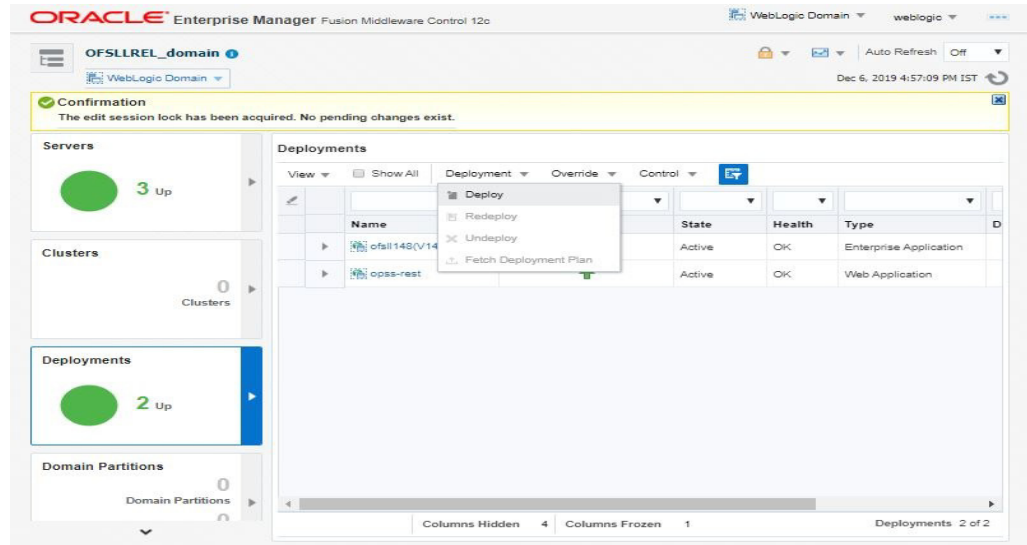 ORACLE Enterprise Manager Fusion Middleware Control 12c
WebLogic Domain
weblogic
OFSLLREL_domain
WebLogic Domain
Auto Refresh Off
Dec 6, 2019 4:57:09 PM IST
Confirmation
The edit session lock has been acquired. No pending changes exist.
Servers
3 Up
Clusters
0
Clusters
Deployments
2 Up
Domain Partitions
0
Domain Partitions
Deployments
View Show All Deployment Override Control
Deploy
Redeploy
Undeploy
Fetch Deployment Plan
Name State Health Type D
ofsll148(V14 Active OK Enterprise Application
opss-rest Active OK Web Application
Columns Hidden 4 Columns Frozen 1
Deployments 2 of 2